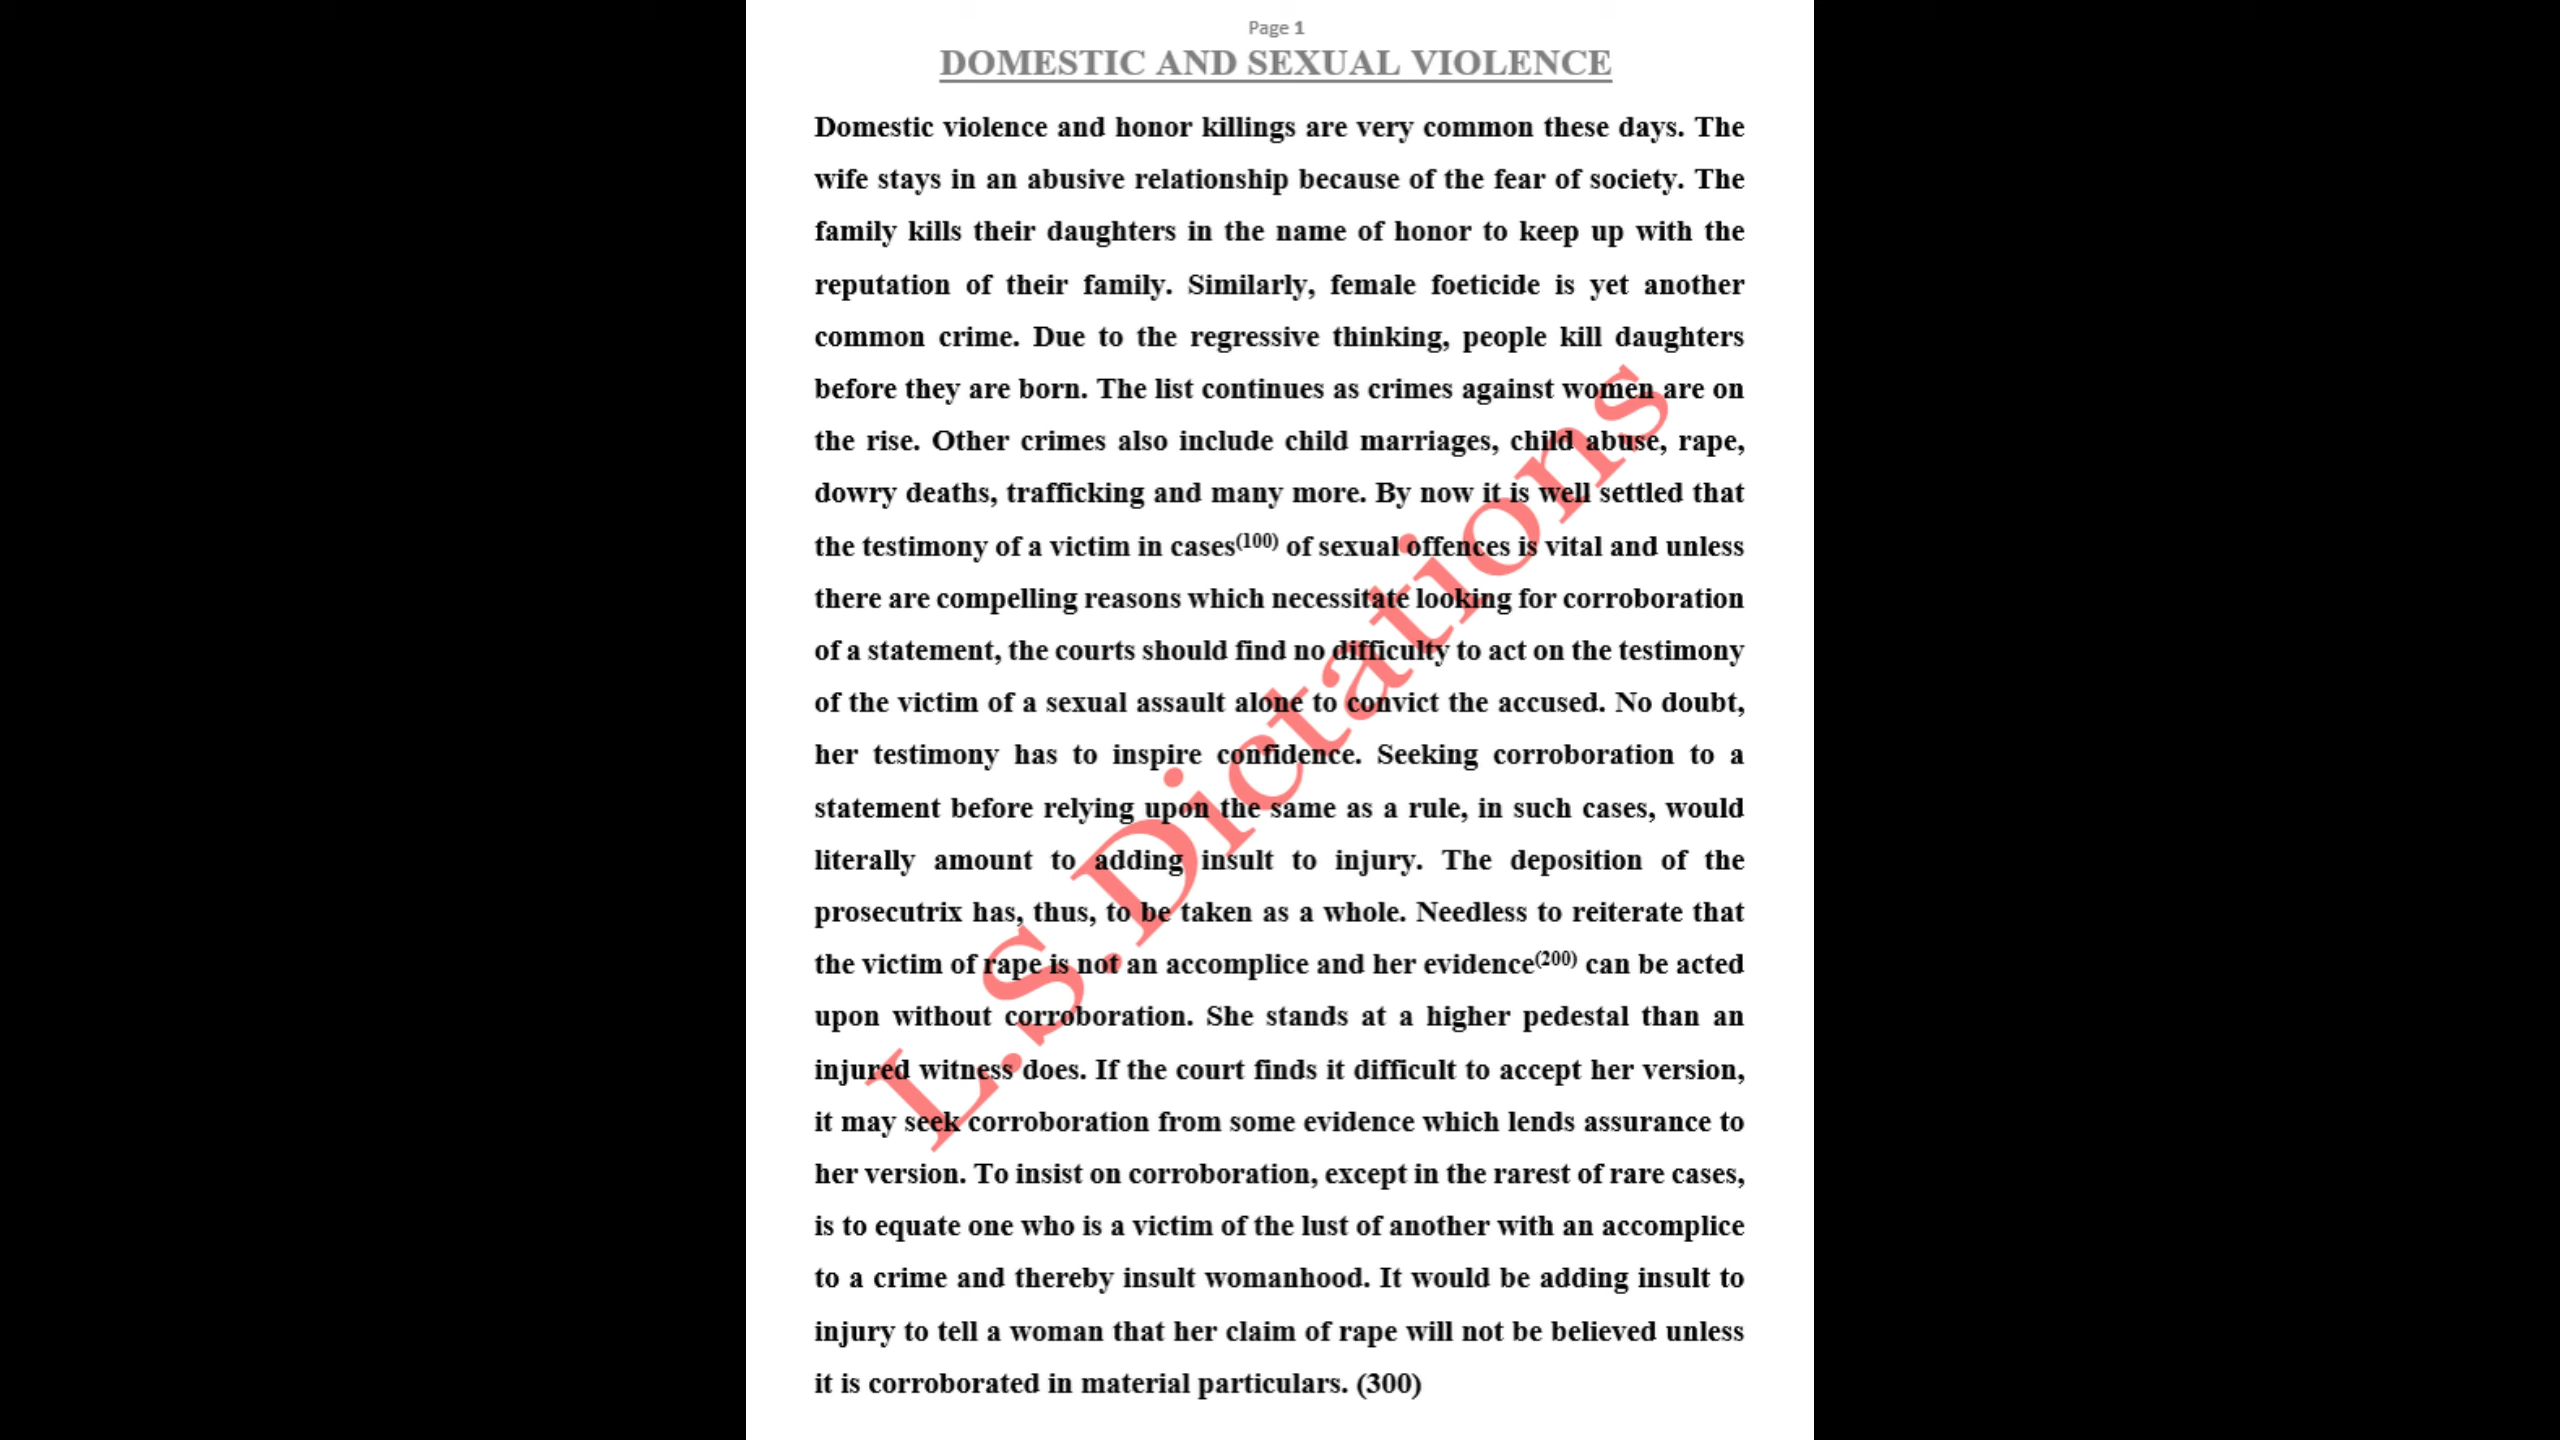 Page 1
DOMESTIC AND SEXUAL VIOLENCE
Domestic violence and honor killings are very common these days. The
wife stays in an abusive relationship because of the fear of society. The
family kills their daughters in the name of honor to keep up with the
reputation of their family. Similarly, female foeticide is yet another
common crime. Due to the regressive thinking, people kill daughters
before they are born. The list continues as crimes against women are on
the rise. Other crimes also include child marriages, child abuse, rape,
dowry deaths, trafficking and many more. By now it is well settled that
the testimony of a victim in cases(100) of sexual offences is vital and unless
there are compelling reasons which necessitate looking for corroboration
of a statement, the courts should find no difficulty to act on the testimony
of the victim of a sexual assault alone to convict the accused. No doubt,
her testimony has to inspire confidence. Seeking corroboration to a
statement before relying upon the same as a rule, in such cases, would
literally amount to adding insult to injury. The deposition of the
prosecutrix has, thus, to be taken as a whole. Needless to reiterate that
the victim of rape is not an accomplice and her evidence(200) can be acted
upon without corroboration. She stands at a higher pedestal than an
injured witness does. If the court finds it difficult to accept her version,
it may seek corroboration from some evidence which lends assurance to
her version. To insist on corroboration, except in the rarest of rare cases,
is to equate one who is a victim of the lust of another with an accomplice
to a crime and thereby insult womanhood. It would be adding insult to
injury to tell a woman that her claim of rape will not be believed unless
it is corroborated in material particulars. (300)
L.S.Dictations